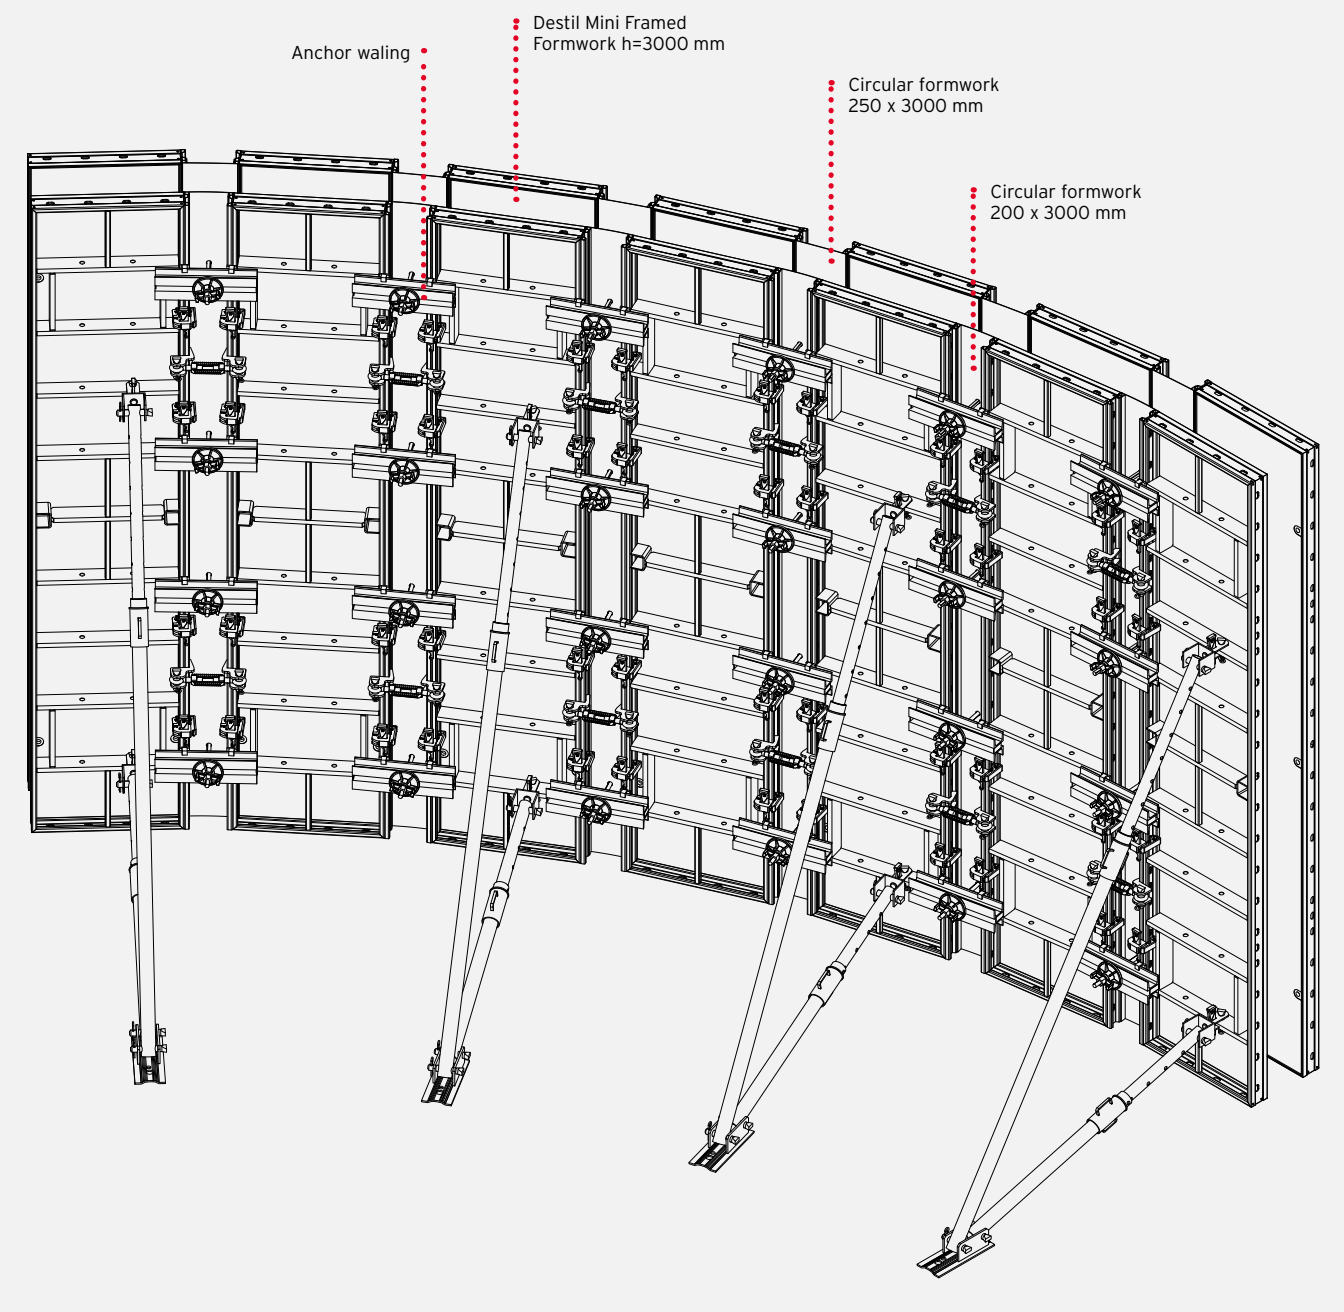 Destil Mini Framed
Formwork h=3000 mm
Anchor waling
Circular formwork
250 x 3000 mm
Circular formwork
200 x 3000 mm